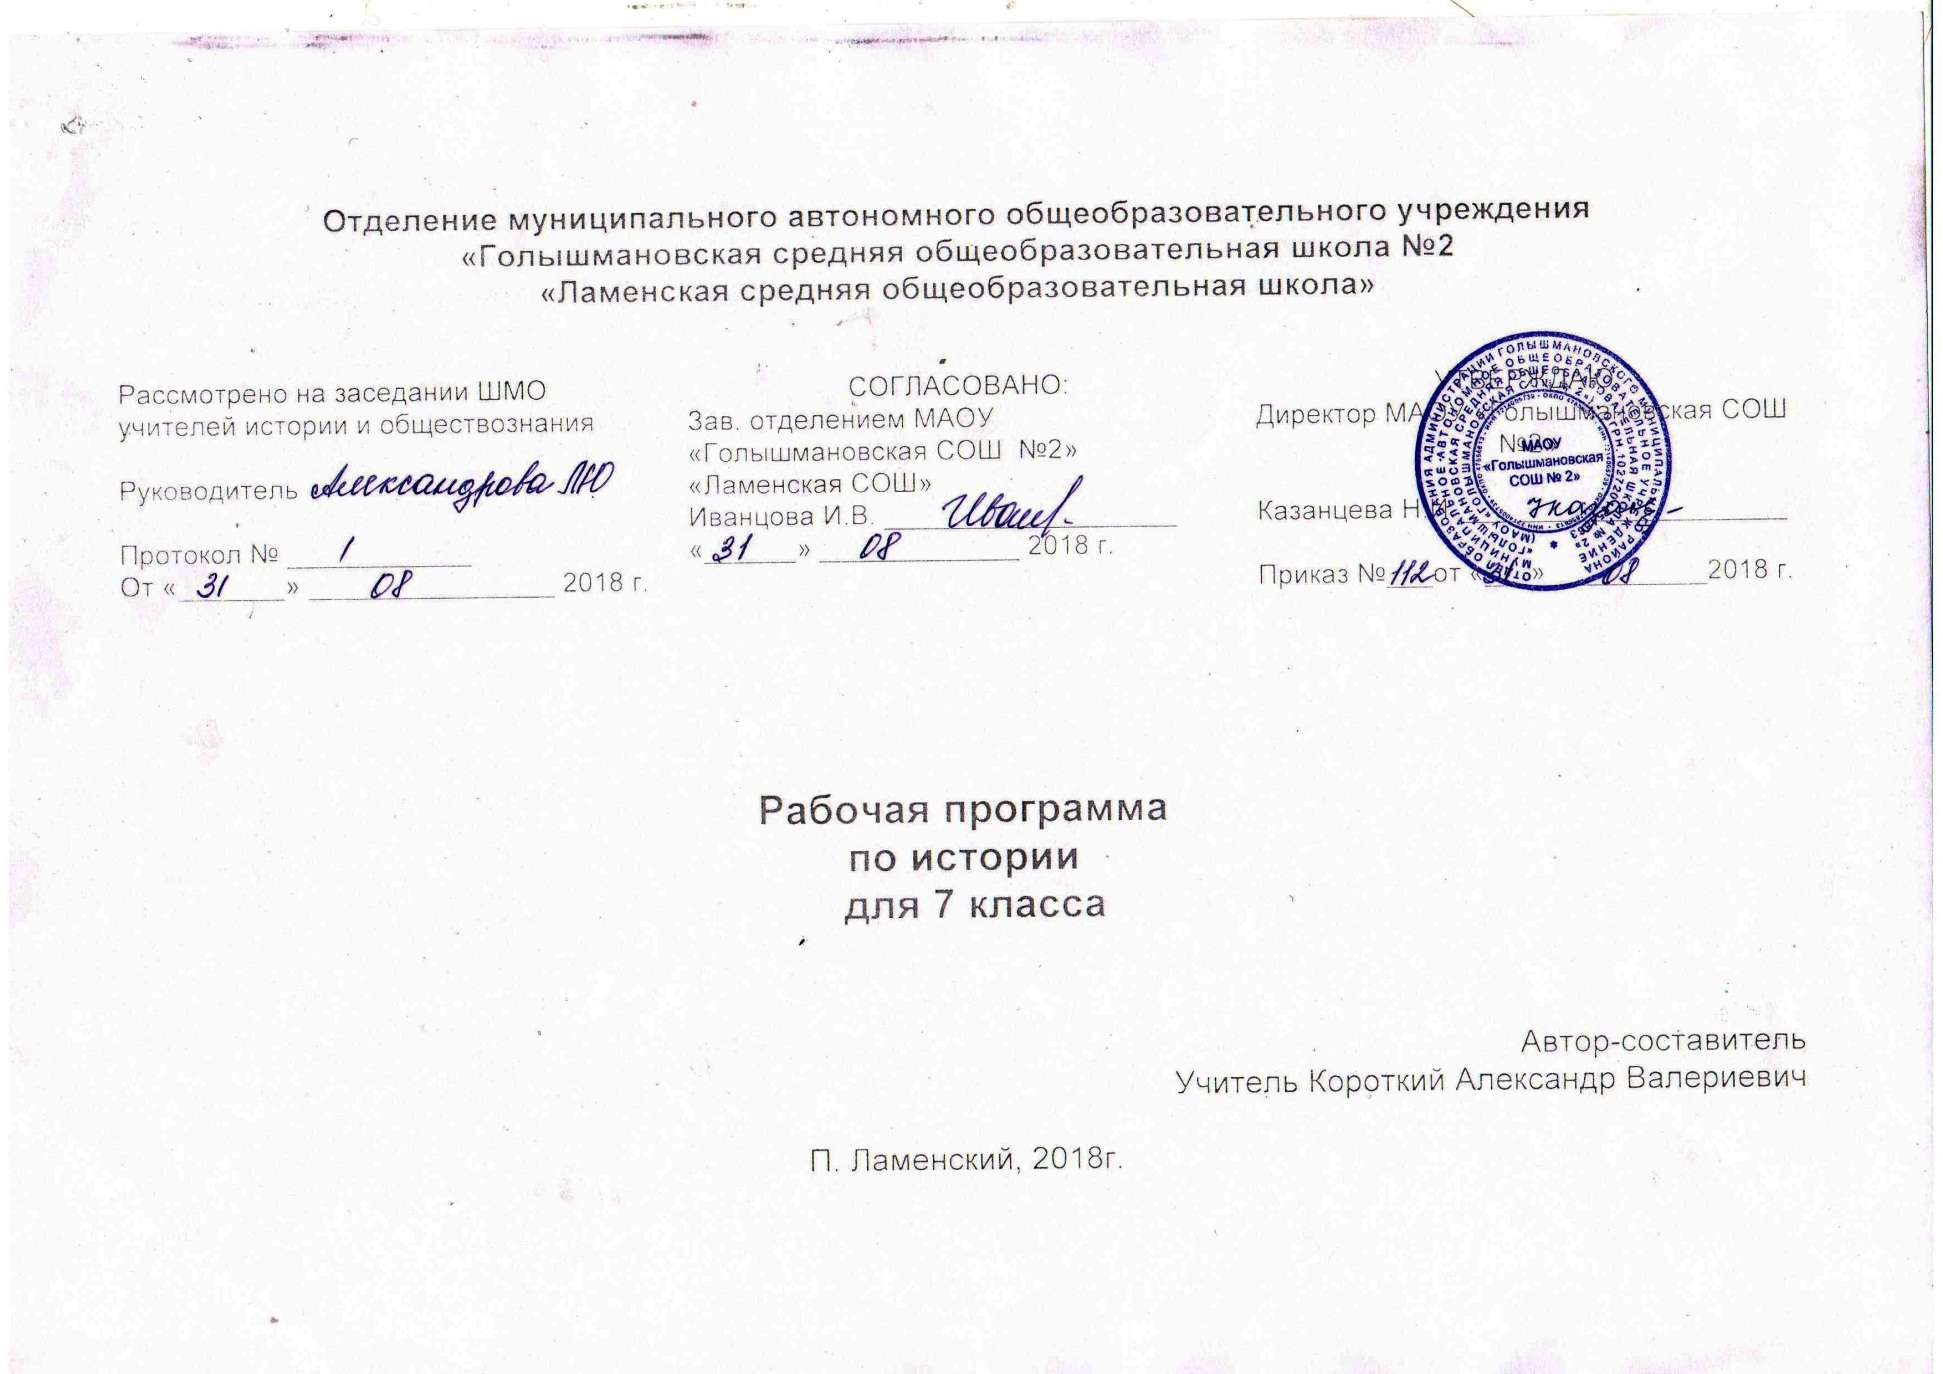 Отделение муниципального автономного общеобразовательного учреждения
«Голышмановская средняя общеобразовательная школа №2
«Ламенская средняя общеобразовательная школа»
Рассмотрено на заседании ШМО
учителей истории и обществознания
Руководитель Александрова ЛЮ
Протокол № 1
От « 31 » 08 2018 г.
СОГЛАСОВАНО:
Зав. отделением МАОУ
«Голышмановская СОШ №2»
«Ламенская СОШ»
Иванцова И.В.
« 31 » 08 2018 г.
Директор Голышмановская СОШ
№2»
Казанцева Н.
Приказ № 112 от « 31 » 08 2018 г.
МАОУ
«Голышмановская
СОШ № 2»
Рабочая программа
по истории
для 7 класса
Автор-составитель
Учитель Короткий Александр Валериевич
П. Ламенский, 2018г.